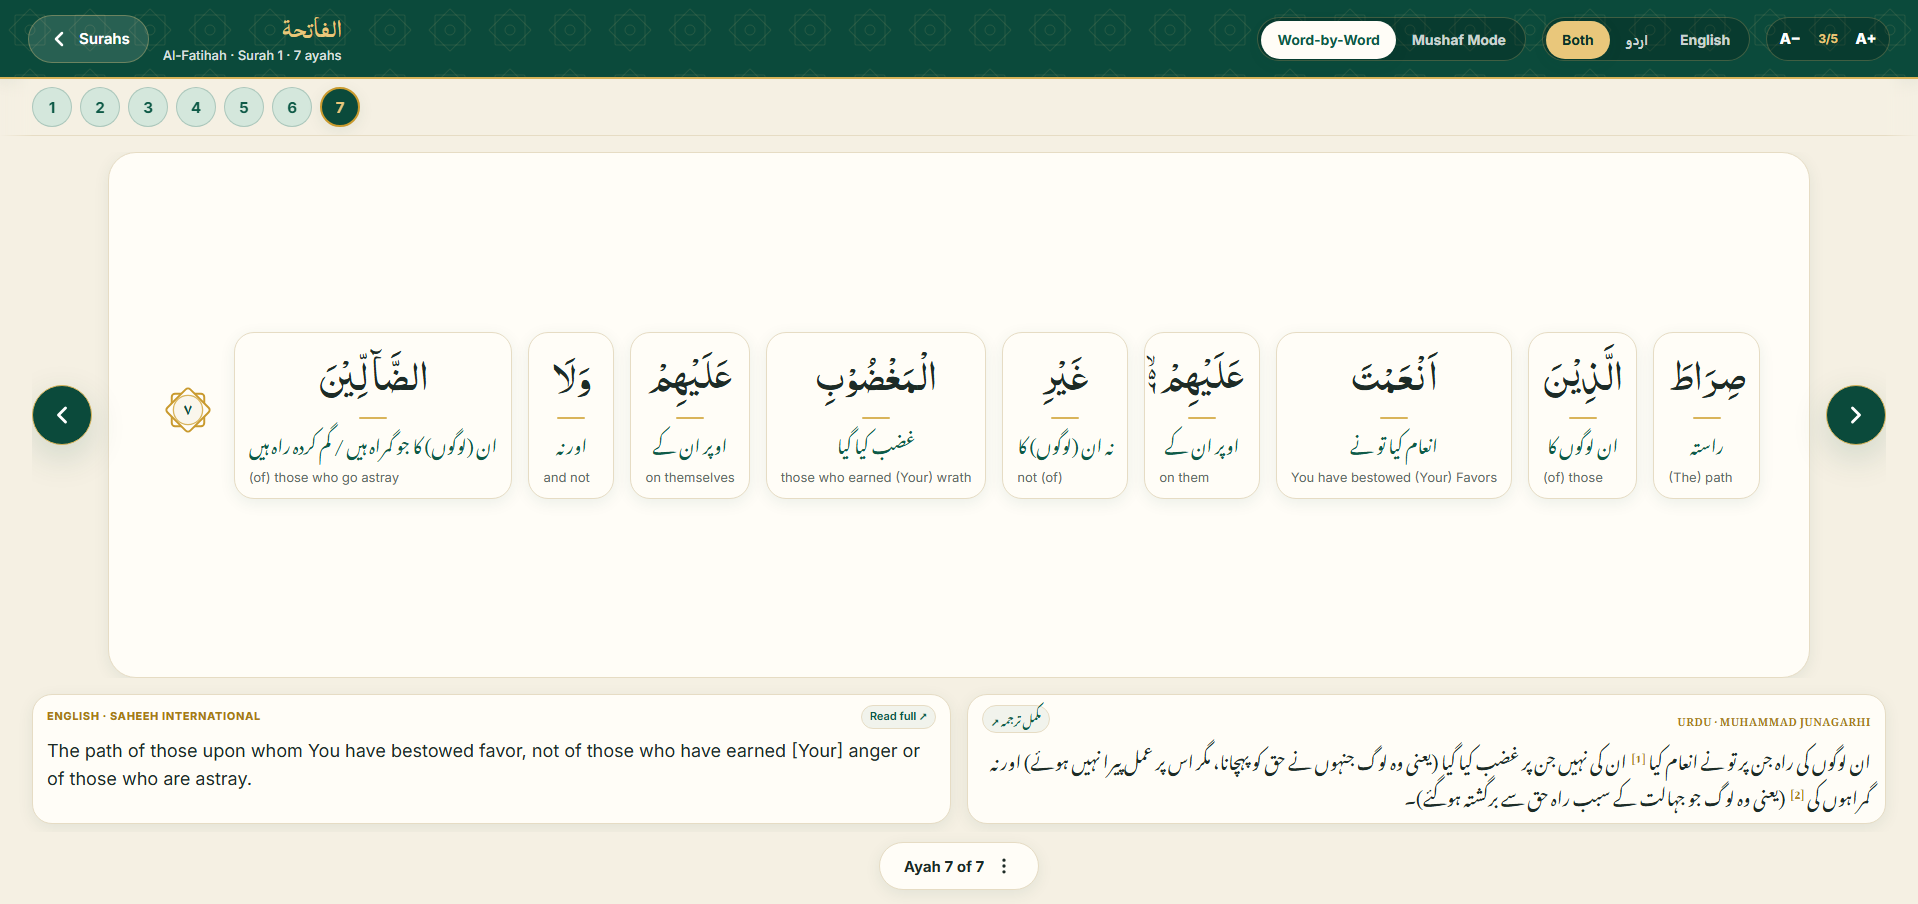 Surahs
الفاتحة
Al-Fatihah · Surah 1 · 7 ayahs
Word-by-Word
Mushaf Mode
Both
اردو
English
A−
3/5
A+
1
2
3
4
5
6
7
صِرَاطَ
راستہ
(The) path
الَّذِيْنَ
ان لوگوں کا
(of) those
اَنْعَمْتَ
انعام کیا تو نے
You have bestowed (Your) Favors
عَلَيْهِمْ ۙ۬
اوپر ان کے
on them
غَيْرِ
نہ ان (لوگوں) کا
not (of)
الْمَغْضُوْبِ
غضب کیا گیا
those who earned (Your) wrath
عَلَيْهِمْ
اوپر ان کے
on themselves
وَلَا
اور نہ
and not
الضَّآلِّيْنَ
ان (لوگوں) کا جو گمراہ ہیں / گم کردہ راہ ہیں
(of) those who go astray
٧
ENGLISH · SAHEEH INTERNATIONAL
Read full ↗
The path of those upon whom You have bestowed favor, not of those who have earned [Your] anger or
of those who are astray.
URDU · MUHAMMAD JUNAGARHI
مکمل ترجمہ ↗
ان لوگوں کی راہ جن پر تو نے انعام کیا [1] ان کی نہیں جن پر غضب کیا گیا (یعنی وه لوگ جنہوں نے حق کو پہچانا، مگر اس پر عمل پیرا نہیں ہوئے) اور نہ
گمراہوں کی [2] (یعنی وه لوگ جو جہالت کے سبب راه حق سے برگشتہ ہوگئے)۔
Ayah 7 of 7